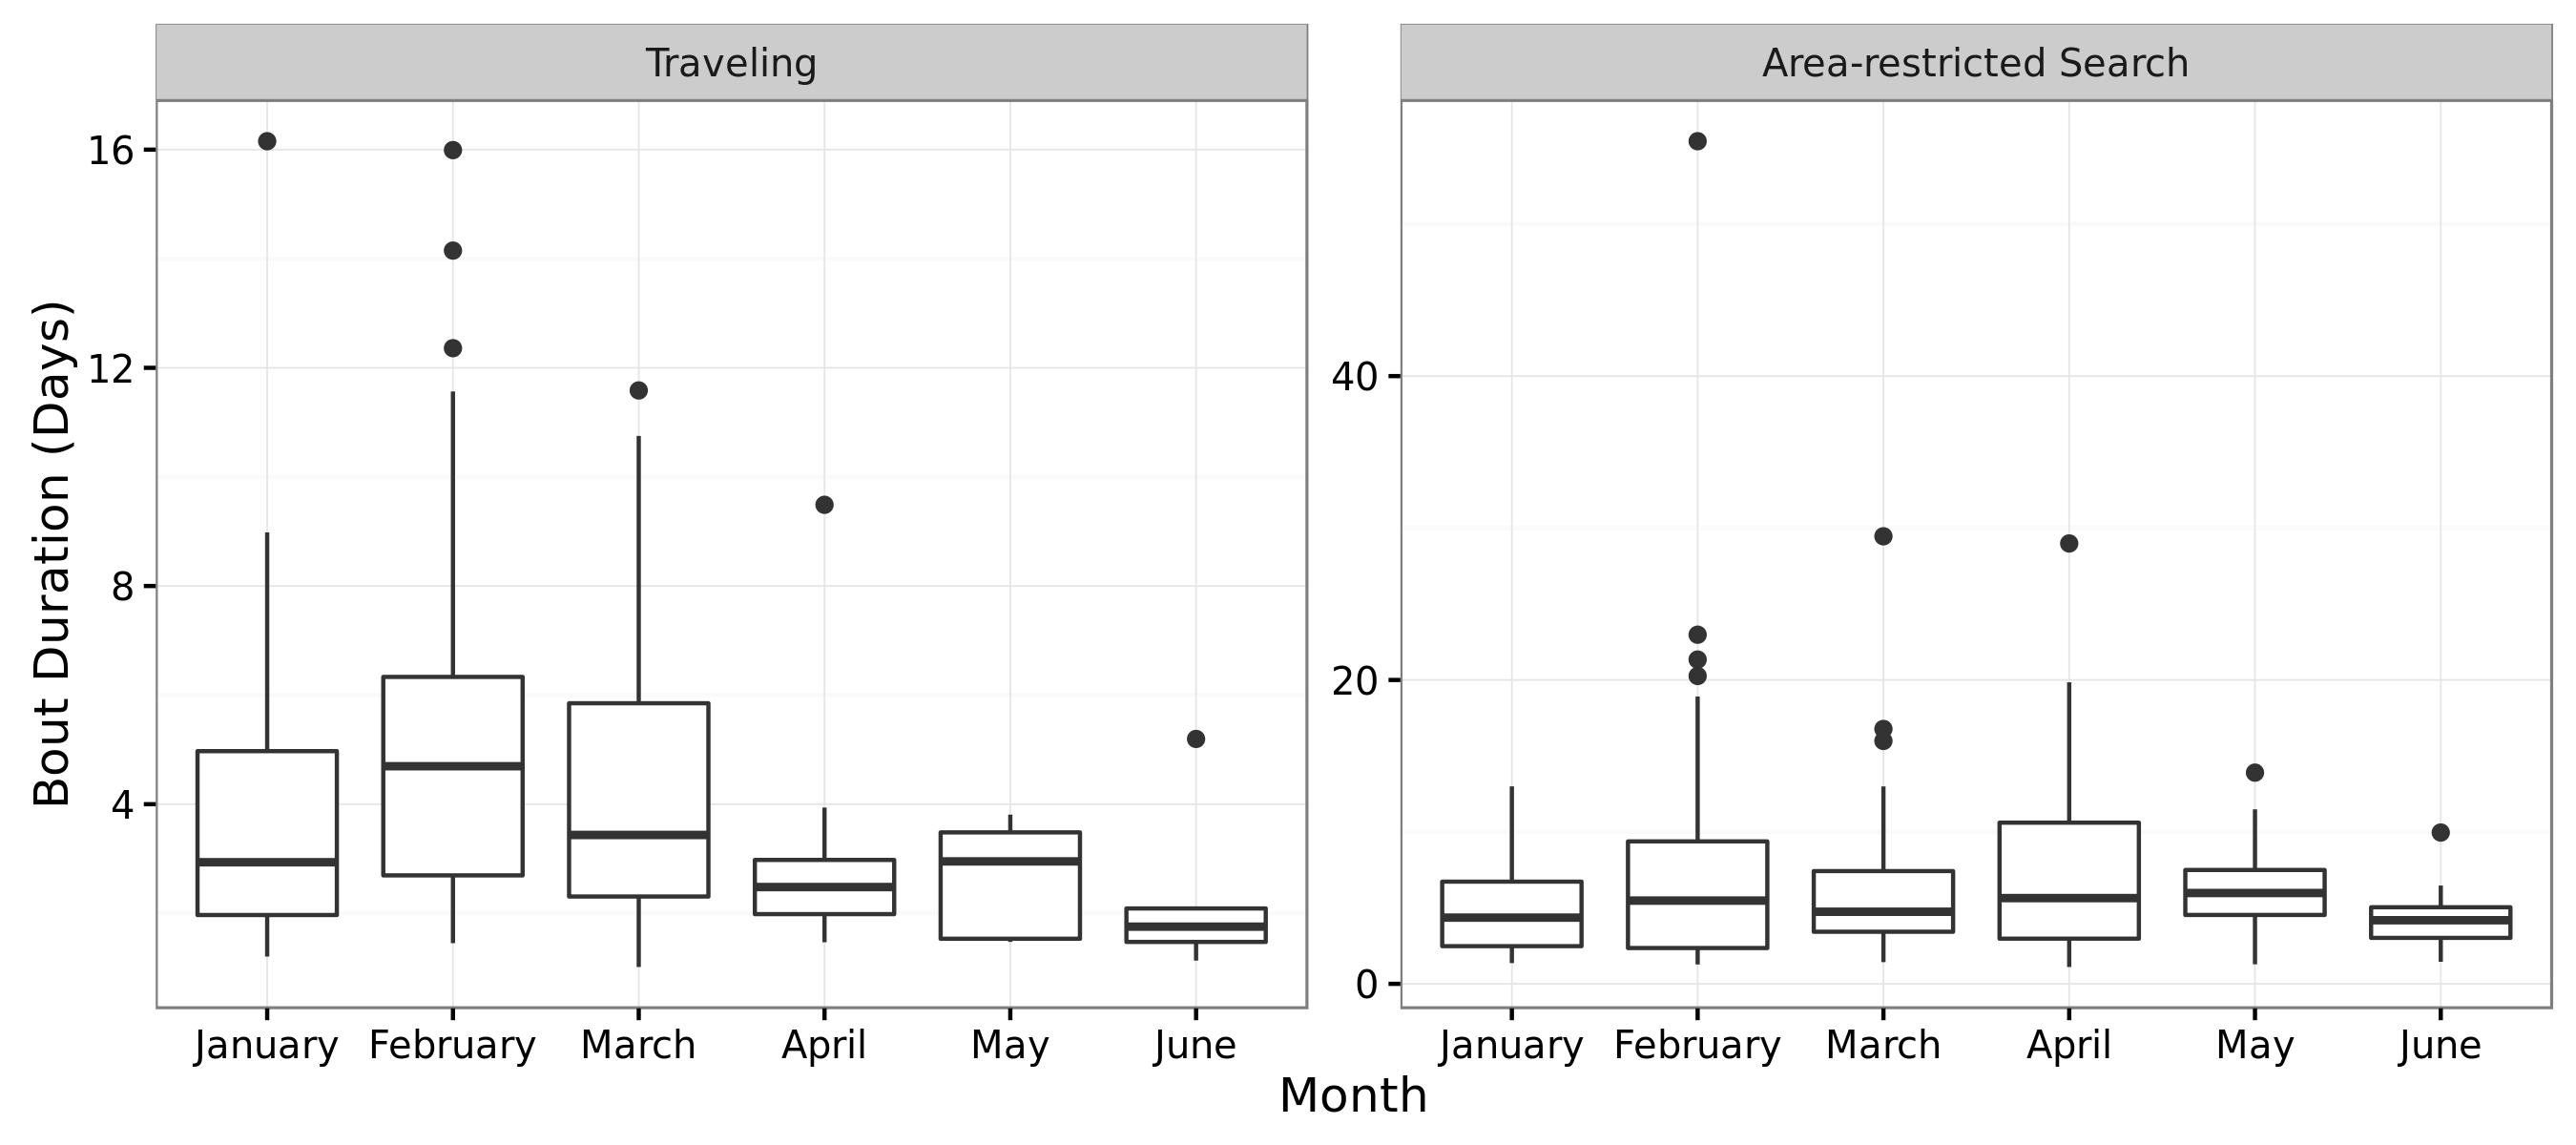 Traveling
Area-restricted Search
Bout Duration (Days)
16
12
8
4
40
20
0
January February March April May June
January February March April May June
Month